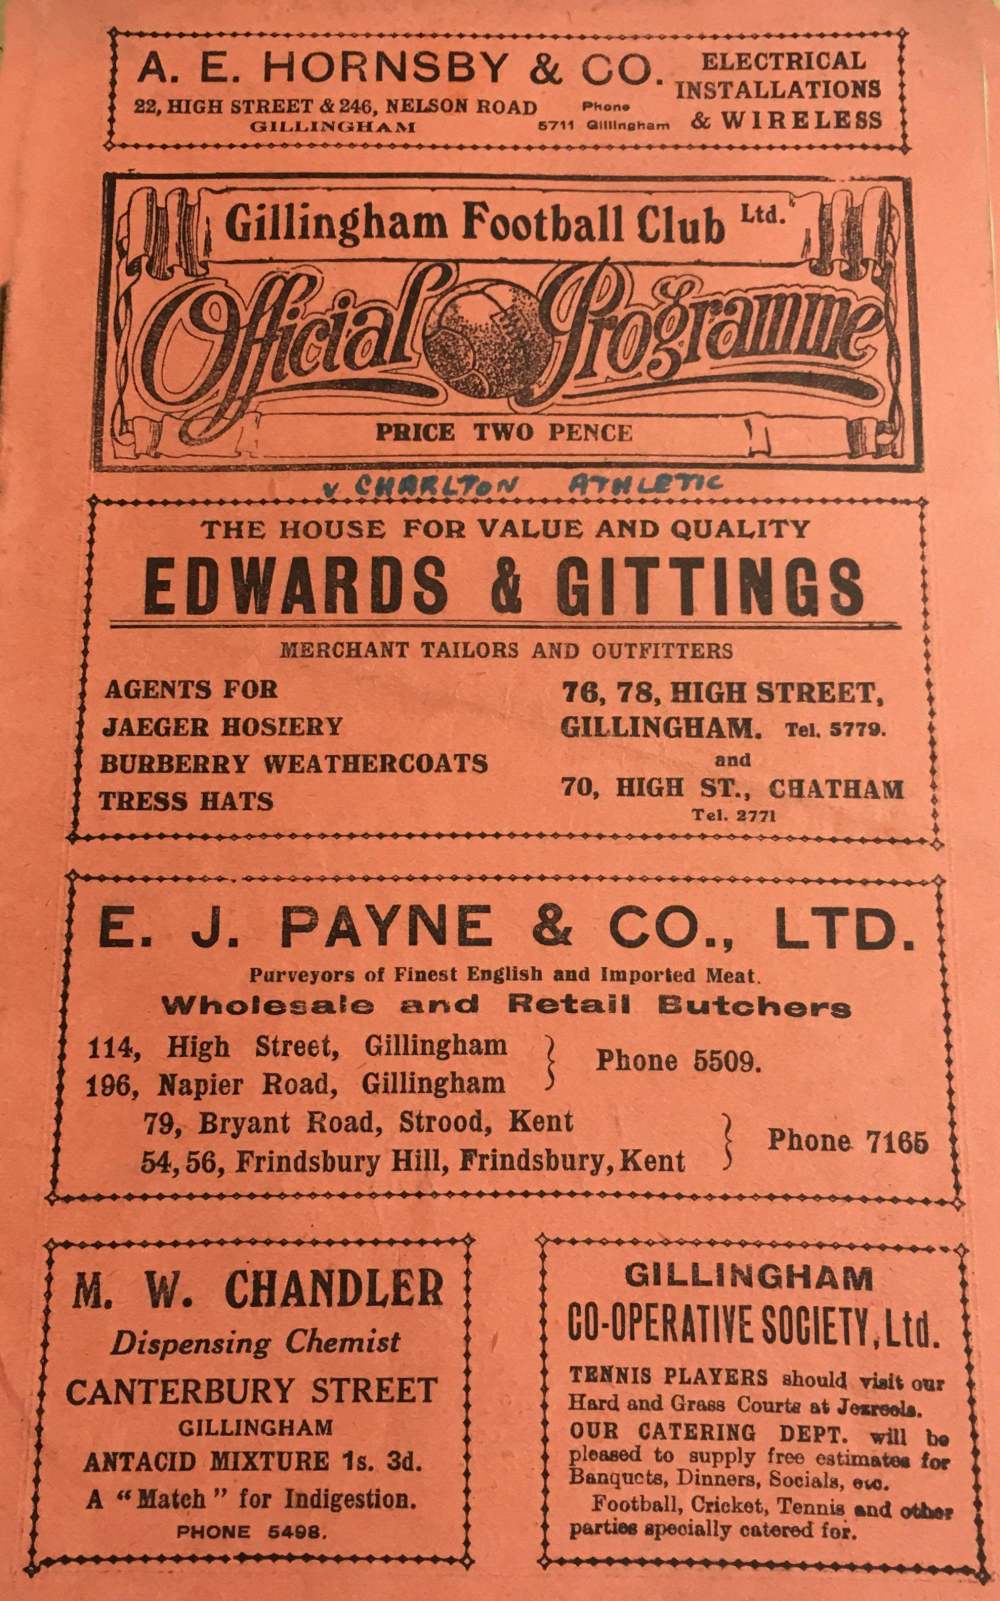 A. E. HORNSBY & CO.
22, HIGH STREET & 246, NELSON ROAD
GILLINGHAM
Phone
5711 Gillingham
ELECTRICAL
INSTALLATIONS
& WIRELESS
Gillingham Football Club Ltd.
Official Programme
PRICE TWO PENCE
v CHARLTON ATHLETIC
THE HOUSE FOR VALUE AND QUALITY
EDWARDS & GITTINGS
MERCHANT TAILORS AND OUTFITTERS
AGENTS FOR
JAEGER HOSIERY
BURBERRY WEATHERCOATS
TRESS HATS
76, 78, HIGH STREET,
GILLINGHAM. Tel. 5779.
and
70, HIGH ST., CHATHAM
Tel. 2771
E. J. PAYNE & CO., LTD.
Purveyors of Finest English and Imported Meat.
Wholesale and Retail Butchers
114, High Street, Gillingham
196, Napier Road, Gillingham
Phone 5509.
79, Bryant Road, Strood, Kent
54, 56, Frindsbury Hill, Frindsbury, Kent
Phone 7165
M. W. CHANDLER
Dispensing Chemist
CANTERBURY STREET
GILLINGHAM
ANTACID MIXTURE 1s. 3d.
A "Match" for Indigestion.
PHONE 5498.
GILLINGHAM
CO-OPERATIVE SOCIETY, Ltd.
TENNIS PLAYERS should visit our
Hard and Grass Courts at Jezreels.
OUR CATERING DEPT. will be
pleased to supply free estimates for
Banquets, Dinners, Socials, etc.
Football, Cricket, Tennis and other
parties specially catered for.